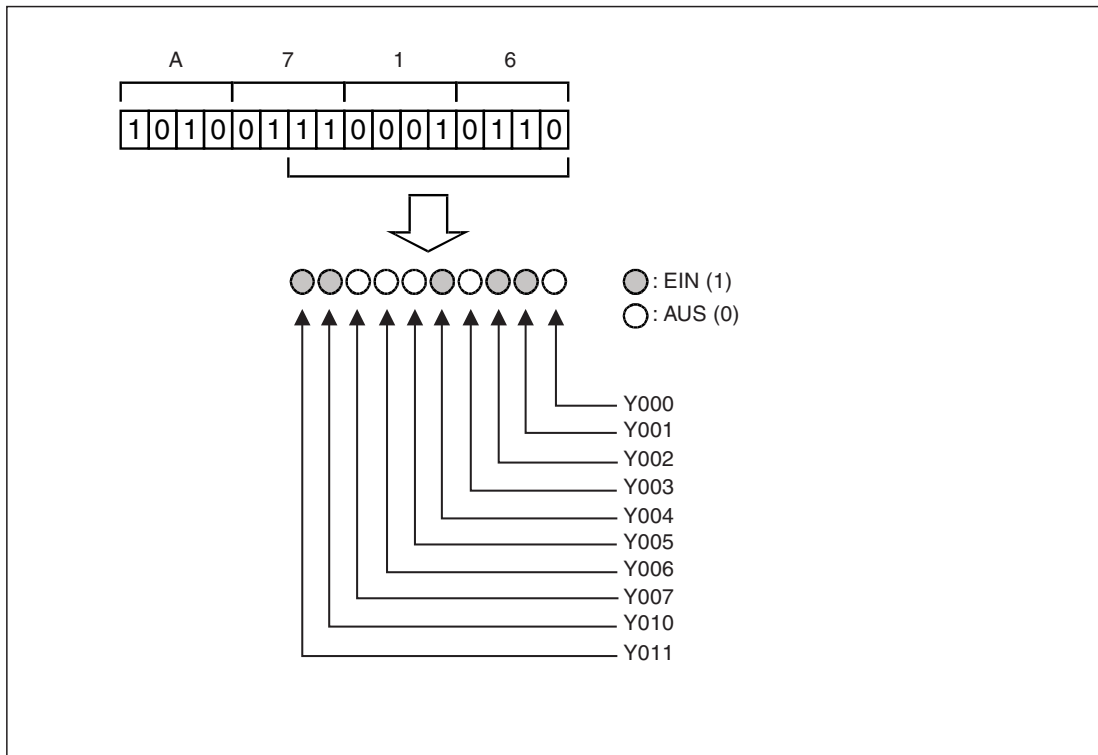 A 7 1 6
1 0 1 0 0 1 1 1 0 0 0 1 0 1 1 0
: EIN (1)
: AUS (0)
Y000
Y001
Y002
Y003
Y004
Y005
Y006
Y007
Y010
Y011